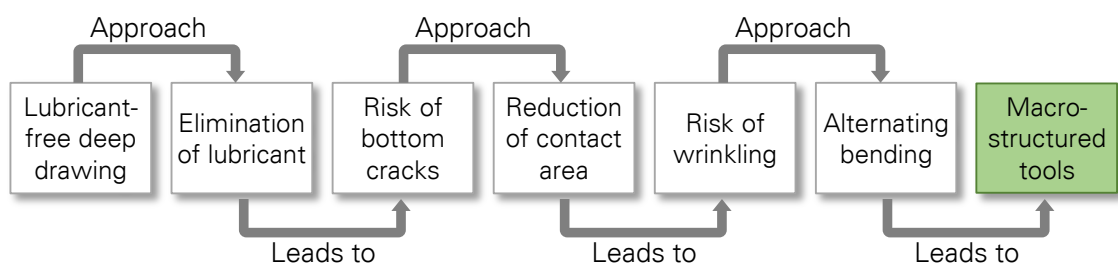 Approach
Approach
Approach
Lubricant-
free deep
drawing
Elimination
of lubricant
Risk of
bottom
cracks
Reduction
of contact
area
Risk of
wrinkling
Alternating
bending
Macro-
structured
tools
Leads to
Leads to
Leads to